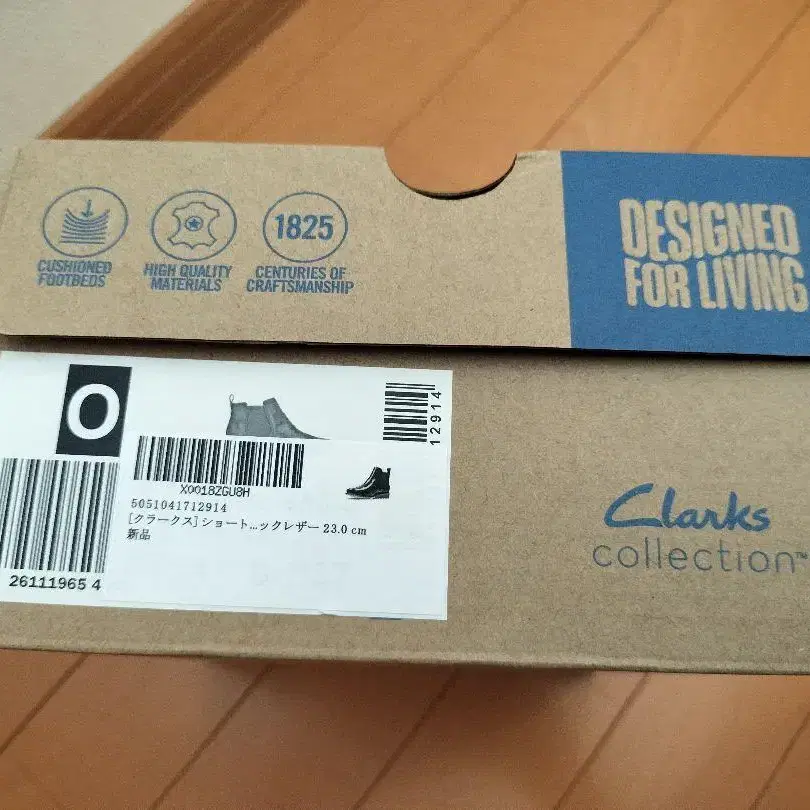 CUSHIONED
FOOTBEDS
HIGH QUALITY
MATERIALS
1825
CENTURIES OF
CRAFTSMANSHIP
DESIGNED
FOR LIVING
O
12914
X0018ZGU8H
5051041712914
[クラークス] ショート...ックレザー 23.0 cm
新品
26111965 4
Clarks
collection™